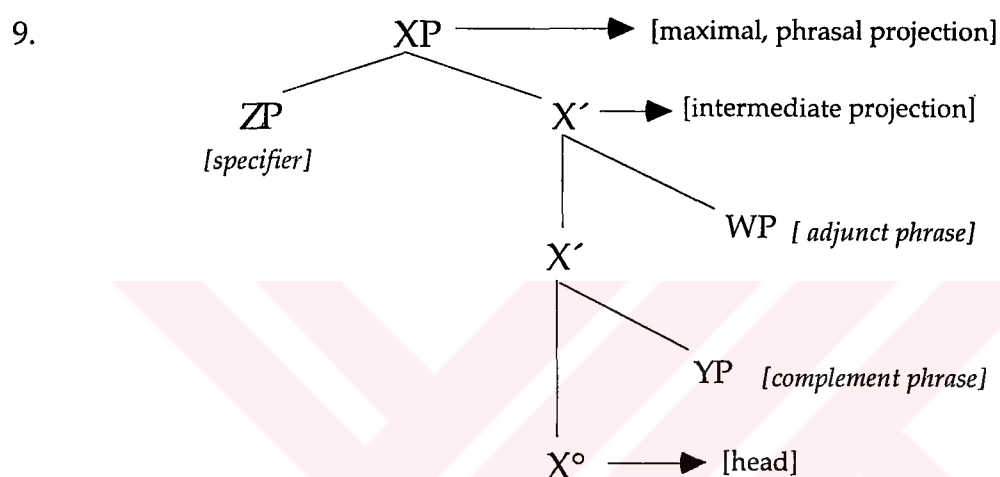 9.
XP [maximal, phrasal projection]
ZP X´ [intermediate projection]
[specifier]
WP [ adjunct phrase]
X´
YP [complement phrase]
X° [head]